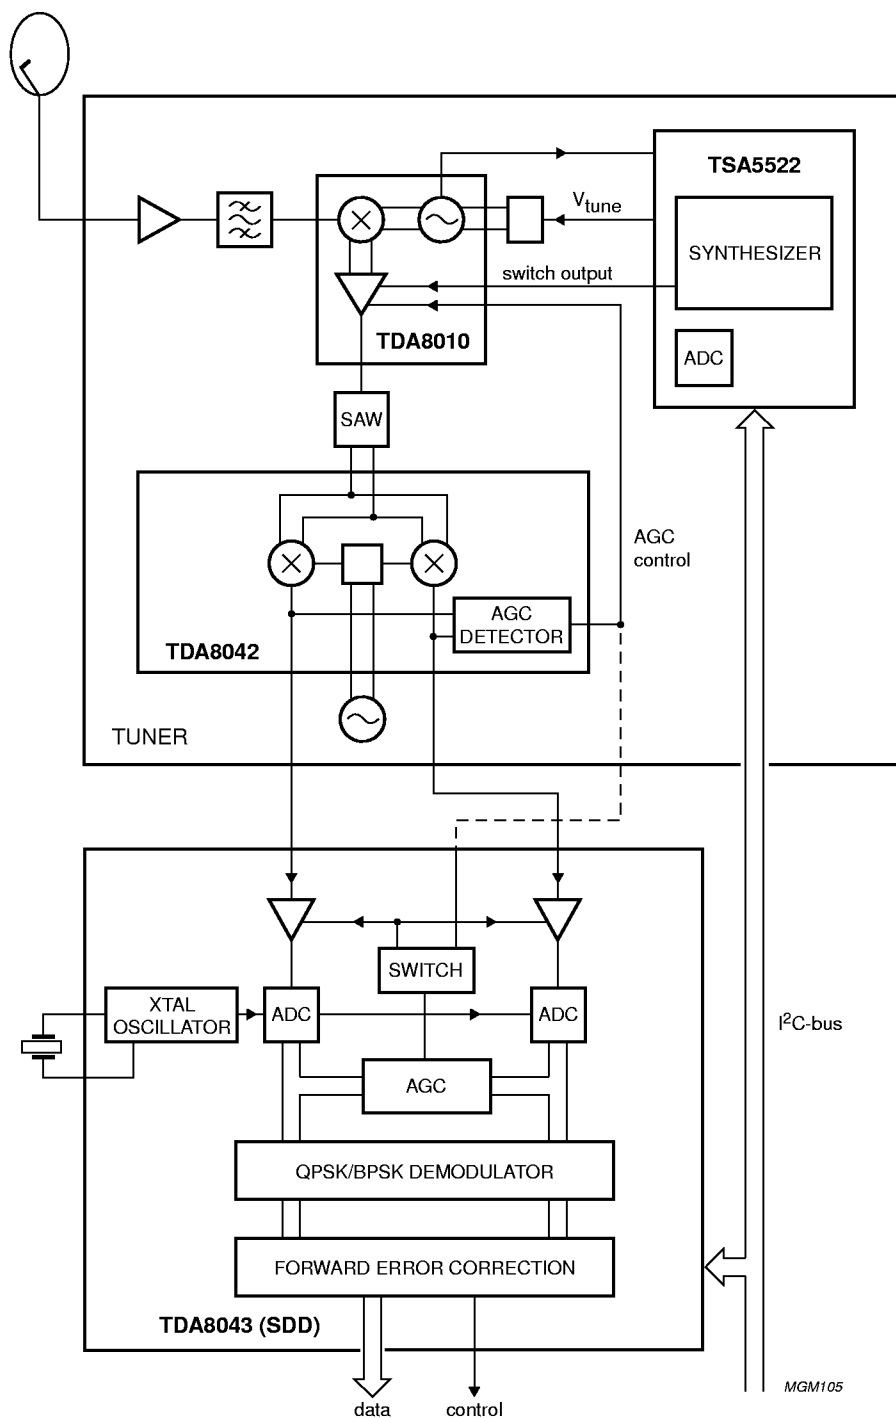 TSA5522
V tune
SYNTHESIZER
switch output
TDA8010
ADC
SAW
AGC
control
AGC
DETECTOR
TDA8042
TUNER
SWITCH
XTAL
OSCILLATOR
ADC
ADC
I2C-bus
AGC
QPSK/BPSK DEMODULATOR
FORWARD ERROR CORRECTION
TDA8043 (SDD)
MGM105
data
control